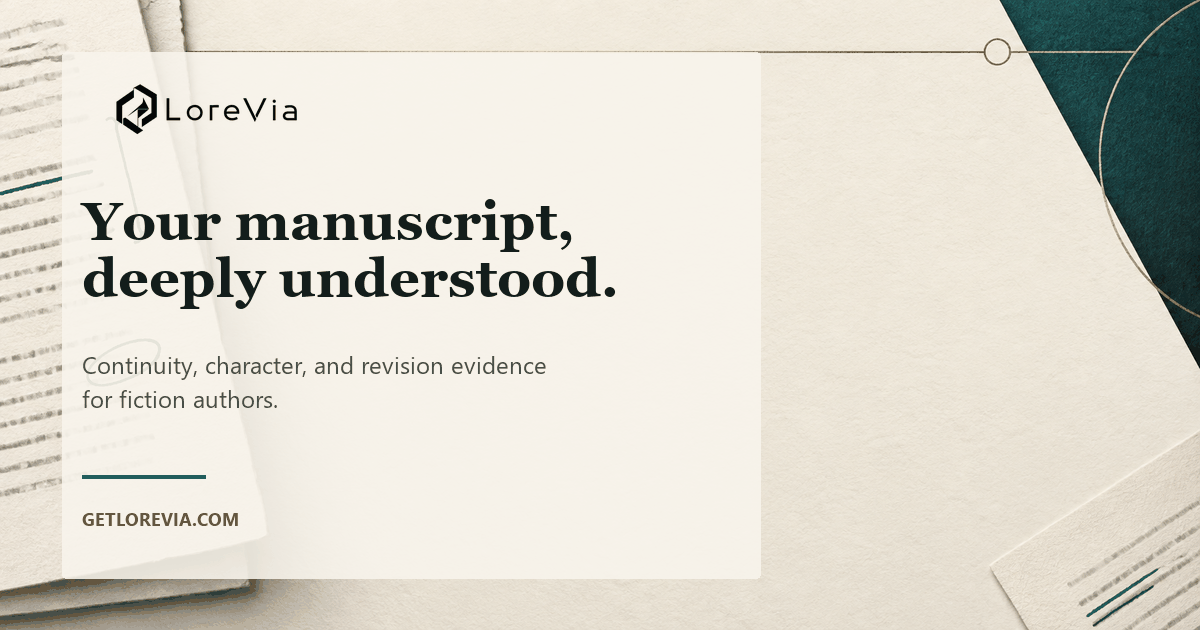 LoreVia
Your manuscript,
deeply understood.
Continuity, character, and revision evidence
for fiction authors.
GETLOREVIA.COM